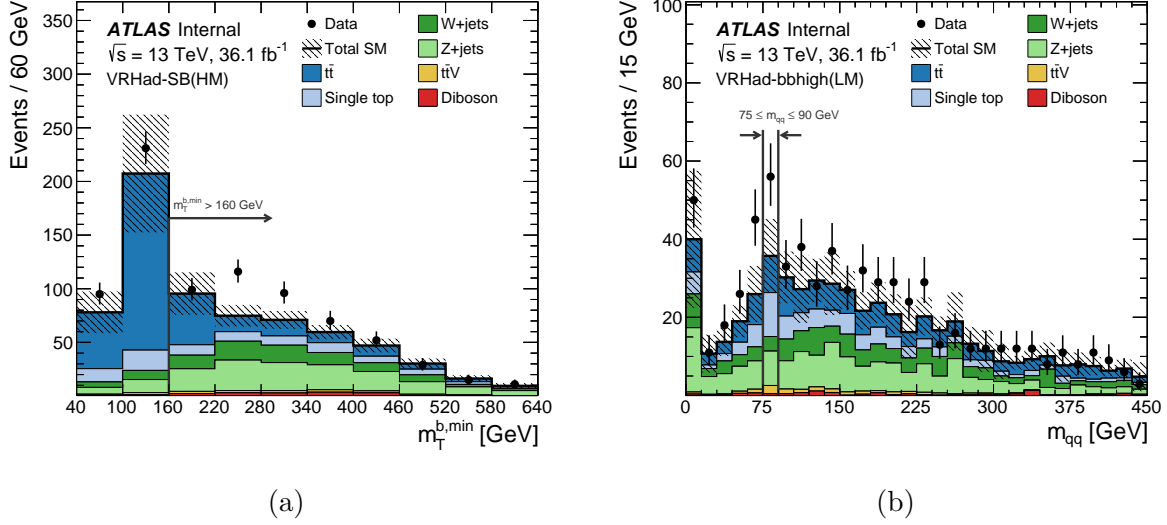 ATLAS Internal
√s = 13 TeV, 36.1 fb⁻¹
VRHad-SB(HM)
Data
Total SM
tt̄
Single top
W+jets
Z+jets
tt̄V
Diboson
m_T^{b,min} > 160 GeV
Events / 60 GeV
350
300
250
200
150
100
50
40 100 160 220 280 340 400 460 520 580 640
m_T^{b,min} [GeV]
(a)
ATLAS Internal
√s = 13 TeV, 36.1 fb⁻¹
VRHad-bbhigh(LM)
Data
Total SM
tt̄
Single top
W+jets
Z+jets
tt̄V
Diboson
75 ≤ m_qq ≤ 90 GeV
Events / 15 GeV
100
80
60
40
20
0 75 150 225 300 375 450
m_qq [GeV]
(b)